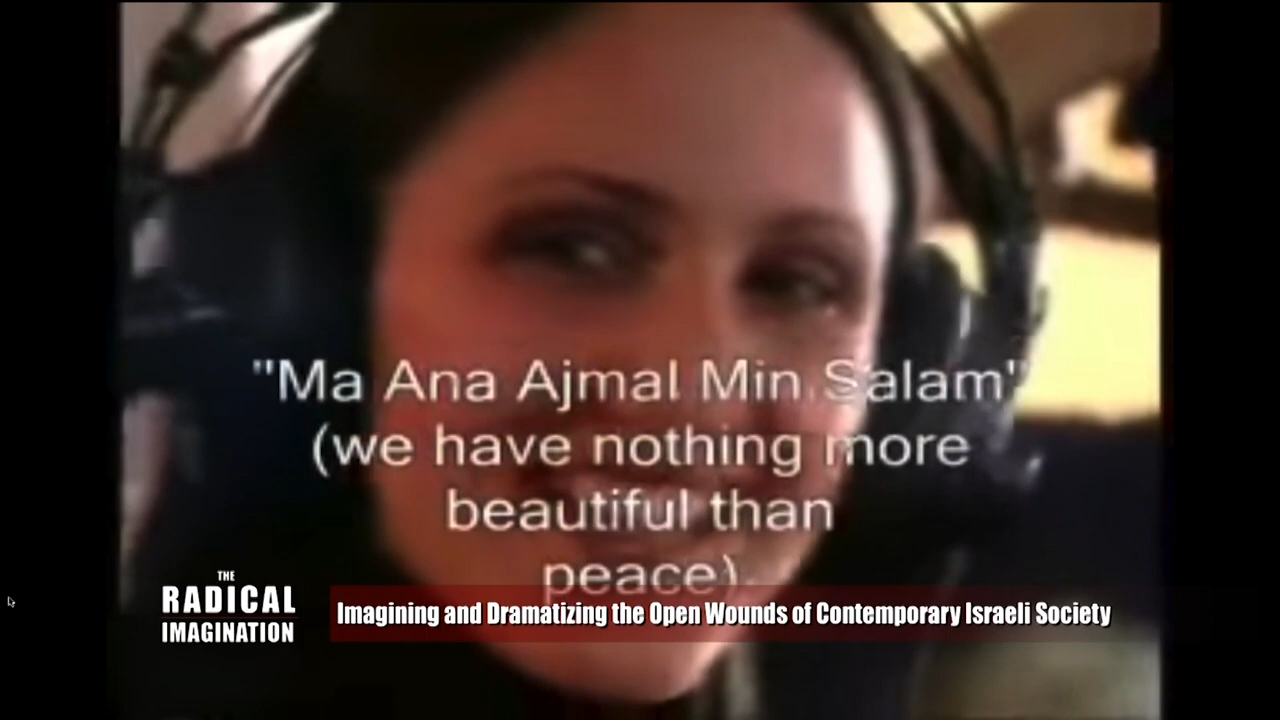 "Ma Ana Ajmal Min Salam"
(we have nothing more
beautiful than
peace).
THE
RADICAL
IMAGINATION
Imagining and Dramatizing the Open Wounds of Contemporary Israeli Society